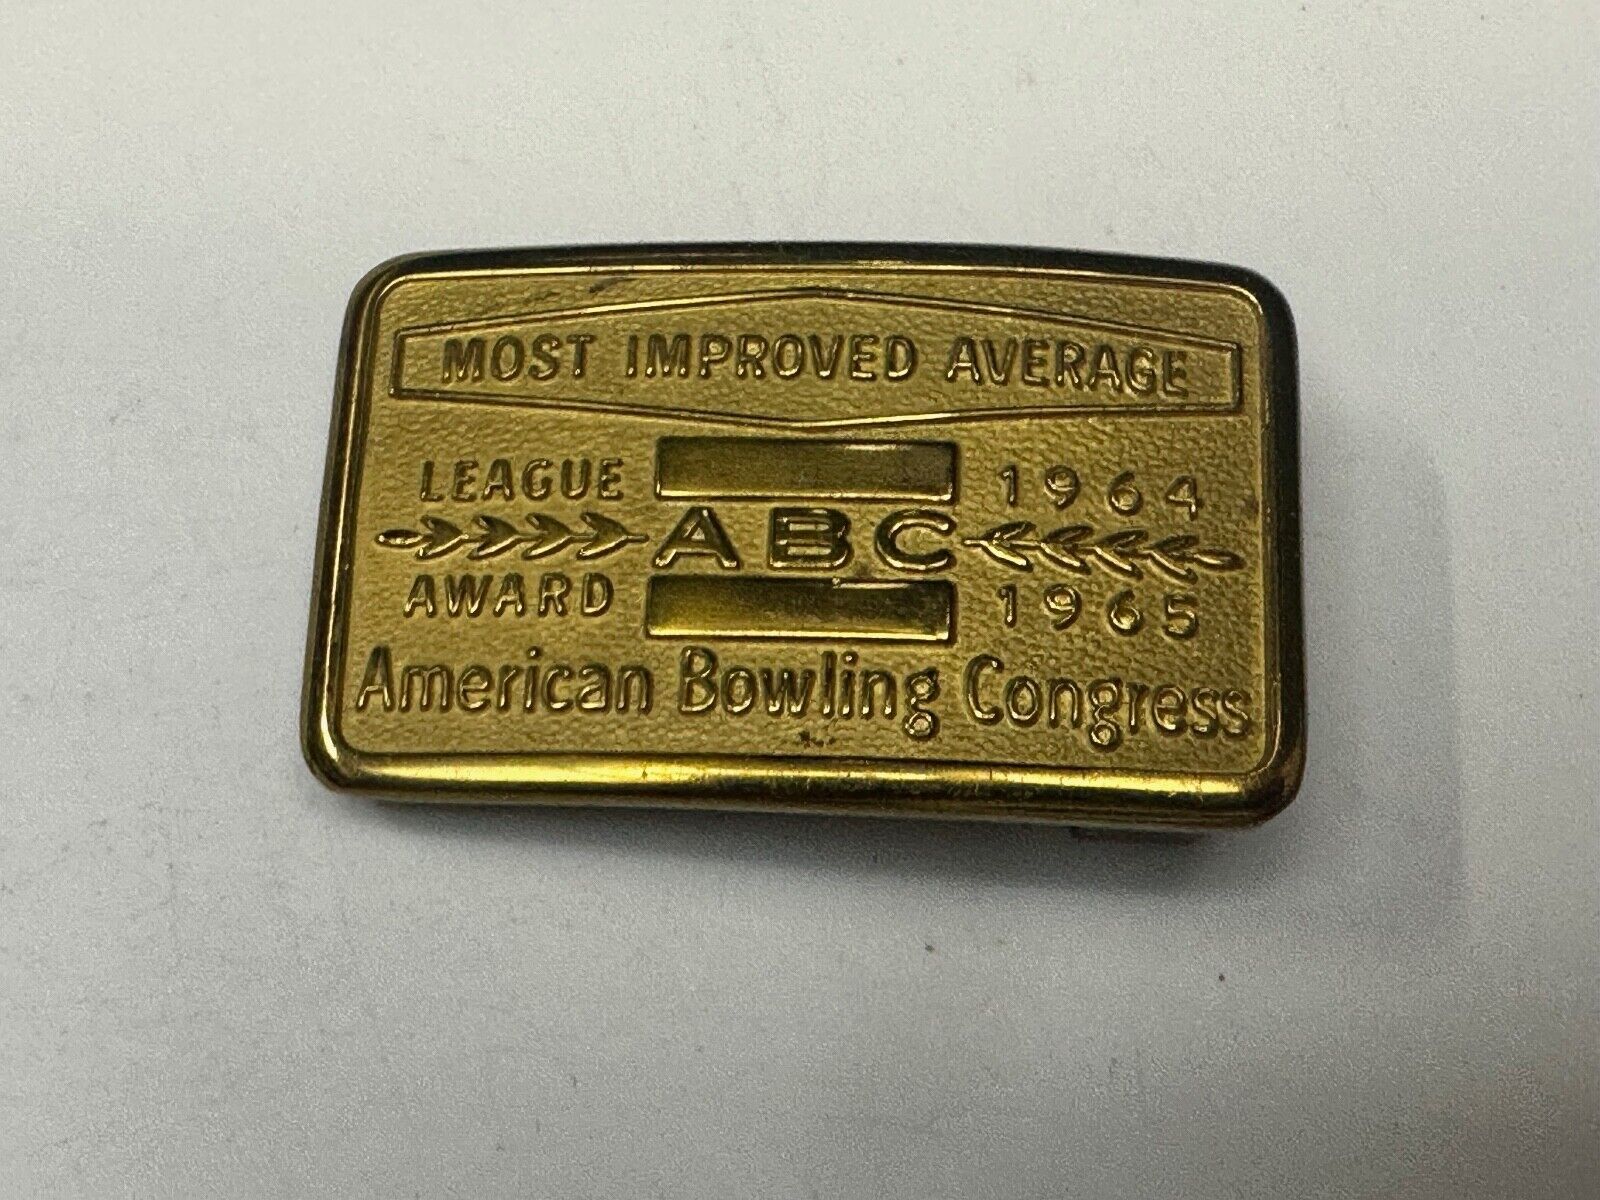 MOST IMPROVED AVERAGE
LEAGUE 1964
ABC
AWARD 1965
American Bowling Congress